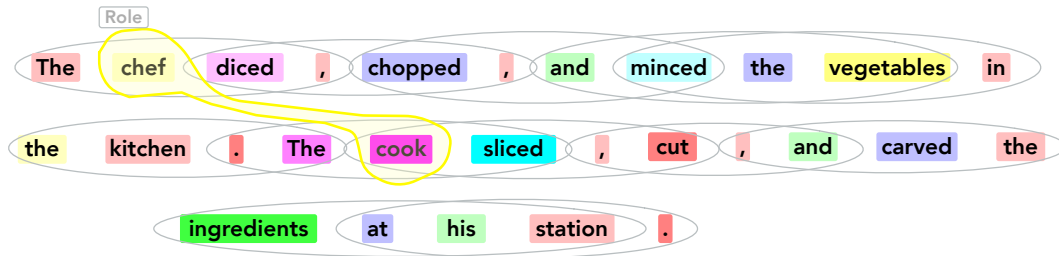 Role
The chef diced , chopped , and minced the vegetables in
the kitchen . The cook sliced , cut , and carved the
ingredients at his station .